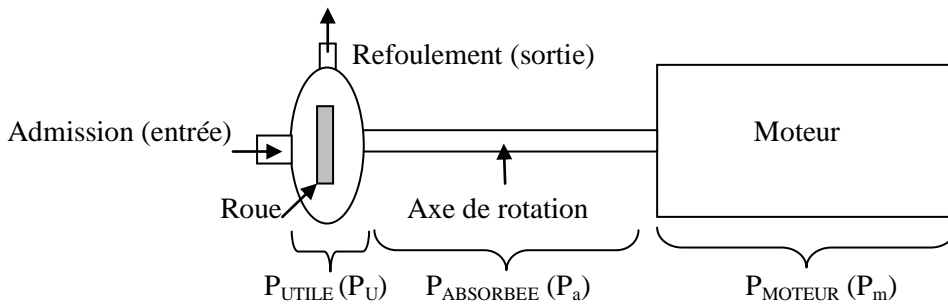 Refoulement (sortie)
Admission (entrée)
Moteur
Roue
Axe de rotation
PUTILE (PU)
PABSORBEE (Pa)
PMOTEUR (Pm)